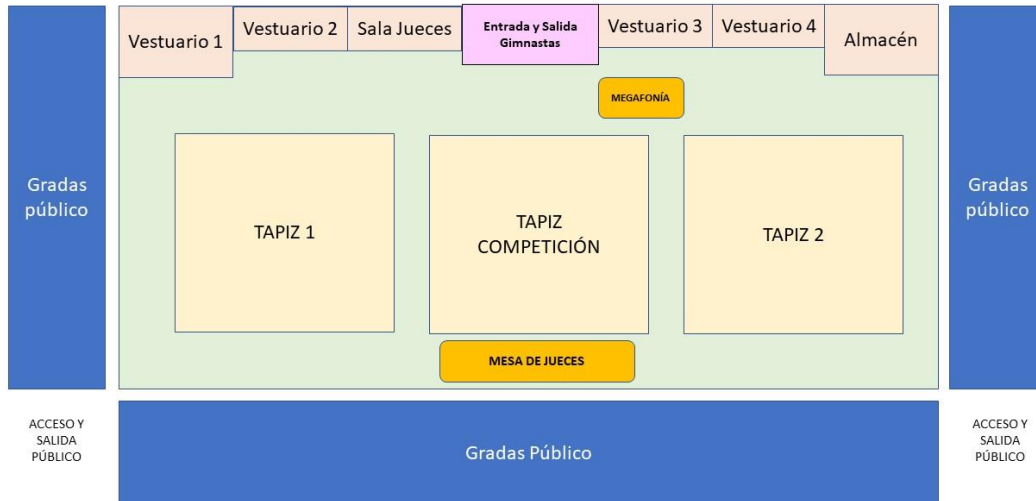 Vestuario 1
Vestuario 2
Sala Jueces
Entrada y Salida
Gimnastas
Vestuario 3
Vestuario 4
Almacén
MEGAFONÍA
Gradas
público
TAPIZ 1
TAPIZ
COMPETICIÓN
TAPIZ 2
Gradas
público
MESA DE JUECES
ACCESO Y
SALIDA
PÚBLICO
Gradas Público
ACCESO Y
SALIDA
PÚBLICO